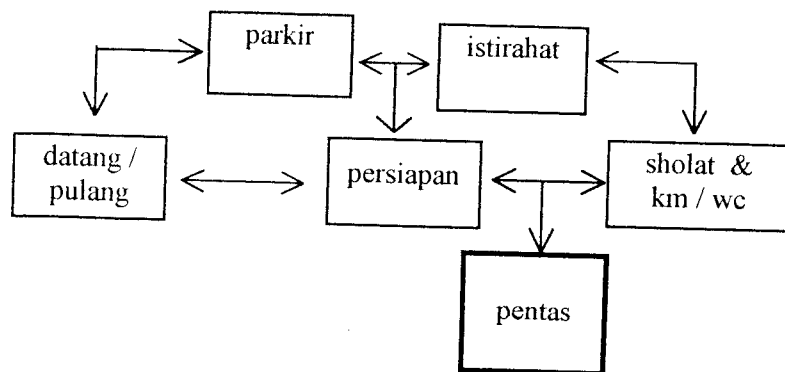 parkir
istirahat
datang /
pulang
persiapan
sholat &
km / wc
pentas